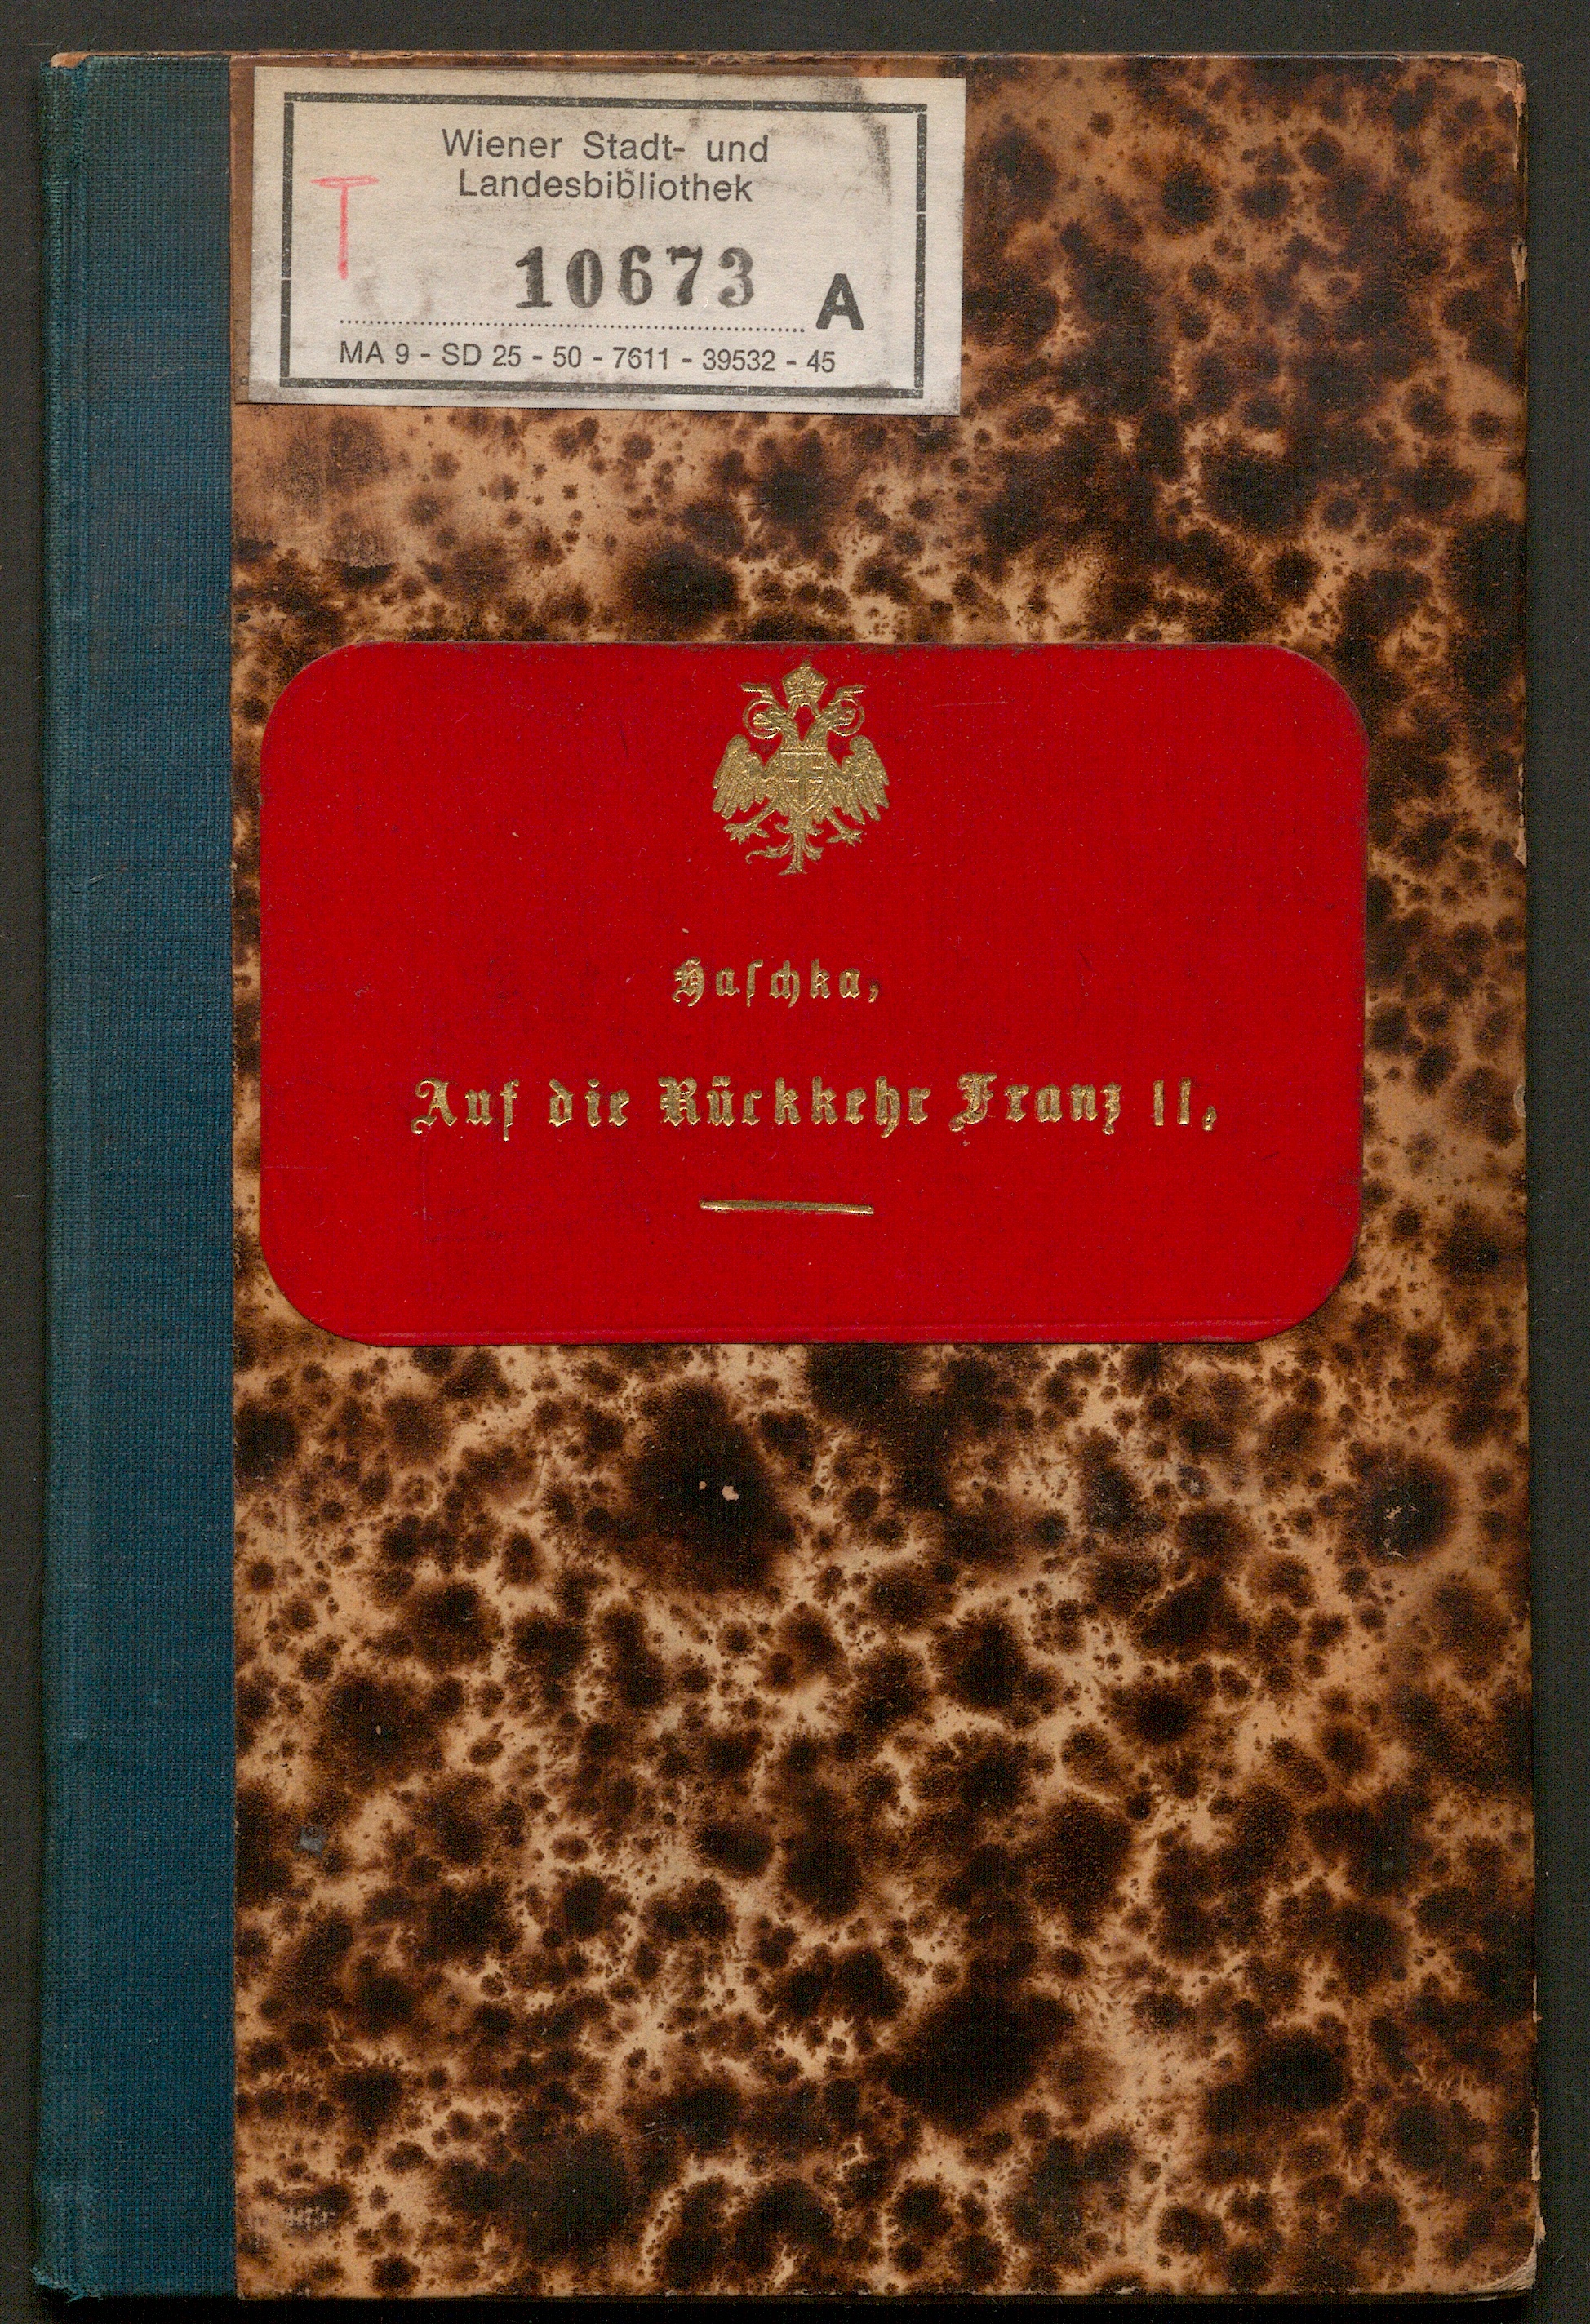 Wiener Stadt- und
Landesbibliothek
T
10673 A
MA 9 - SD 25 - 50 - 7611 - 39532 - 45
Haſchka,
Auf die Rückkehr Franz II,